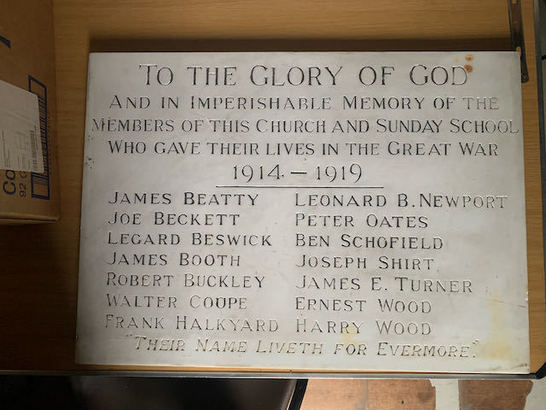 TO THE GLORY OF GOD
AND IN IMPERISHABLE MEMORY OF THE
MEMBERS OF THIS CHURCH AND SUNDAY SCHOOL
WHO GAVE THEIR LIVES IN THE GREAT WAR
1914 — 1919
JAMES BEATTY
JOE BECKETT
LEGARD BESWICK
JAMES BOOTH
ROBERT BUCKLEY
WALTER COUPE
FRANK HALKYARD
LEONARD B. NEWPORT
PETER OATES
BEN SCHOFIELD
JOSEPH SHIRT
JAMES E. TURNER
ERNEST WOOD
HARRY WOOD
"THEIR NAME LIVETH FOR EVERMORE."